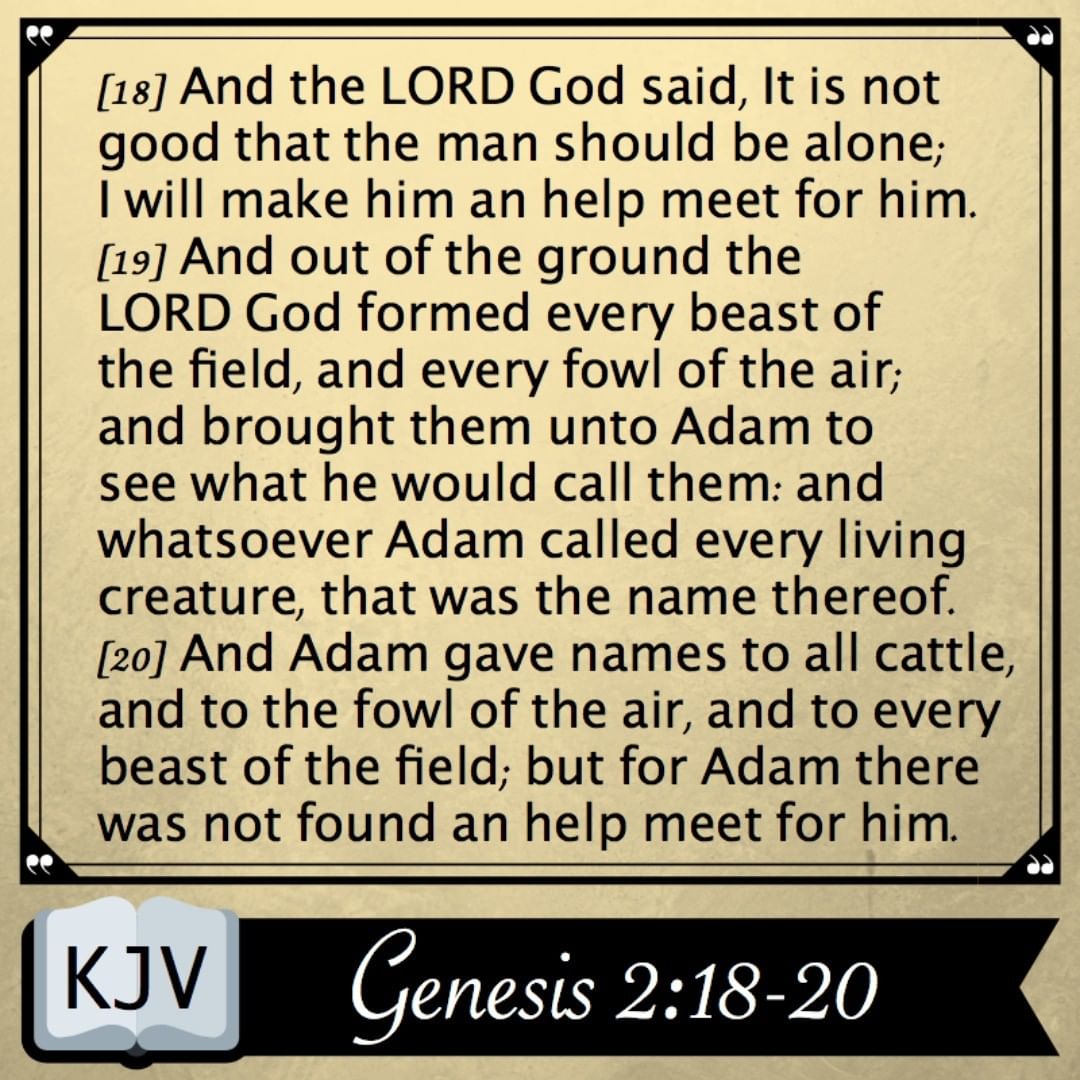 [18] And the LORD God said, It is not
good that the man should be alone;
I will make him an help meet for him.
[19] And out of the ground the
LORD God formed every beast of
the field, and every fowl of the air;
and brought them unto Adam to
see what he would call them: and
whatsoever Adam called every living
creature, that was the name thereof.
[20] And Adam gave names to all cattle,
and to the fowl of the air, and to every
beast of the field; but for Adam there
was not found an help meet for him.
KJV
Genesis 2:18-20